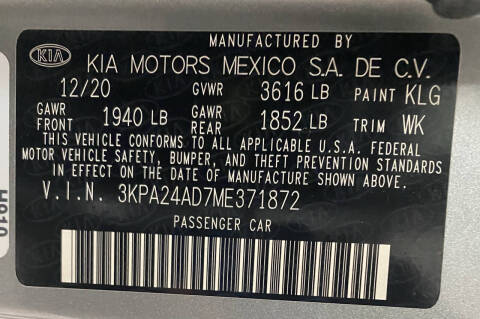 MANUFACTURED BY
KIA KIA MOTORS MEXICO S.A. DE C.V.
12/20 GVWR 3616 LB PAINT KLG
GAWR FRONT 1940 LB GAWR REAR 1852 LB TRIM WK
THIS VEHICLE CONFORMS TO ALL APPLICABLE U.S.A. FEDERAL
MOTOR VEHICLE SAFETY, BUMPER, AND THEFT PREVENTION STANDARDS
IN EFFECT ON THE DATE OF MANUFACTURE SHOWN ABOVE.
V.I.N. 3KPA24AD7ME371872
PASSENGER CAR